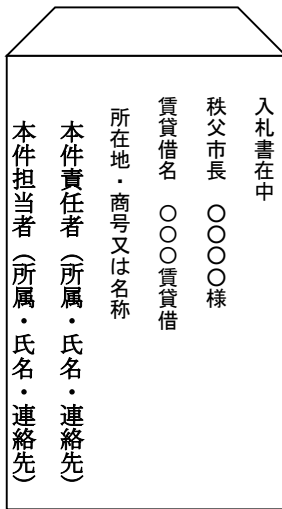 入札書在中
秩父市長　〇〇〇〇様
賃貸借名　〇〇〇賃貸借
所在地・商号又は名称
本件責任者（所属・氏名・連絡先）
本件担当者（所属・氏名・連絡先）